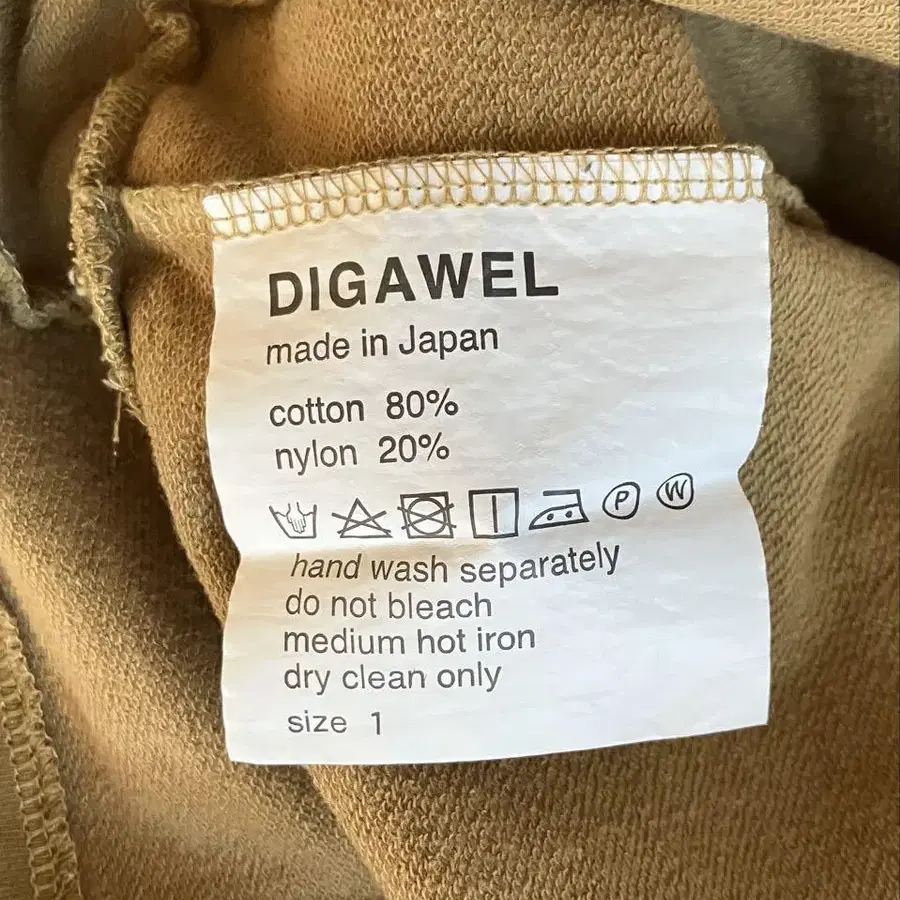 DIGAWEL
made in Japan
cotton 80%
nylon 20%
P W
hand wash separately
do not bleach
medium hot iron
dry clean only
size 1